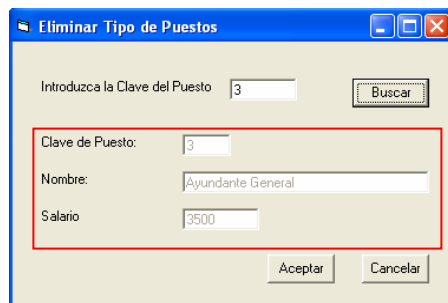 Eliminar Tipo de Puestos
Introduzca la Clave del Puesto 3 Buscar
Clave de Puesto: 3
Nombre: Ayundante General
Salario 3500
Aceptar Cancelar